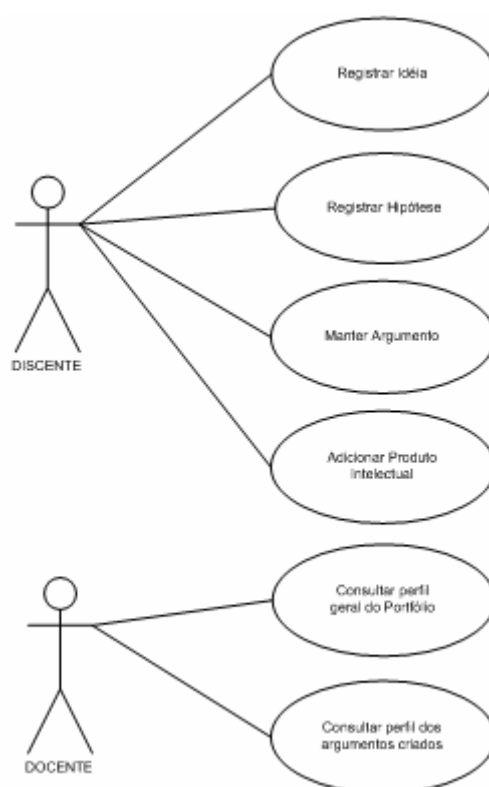 Registrar Idéia
Registrar Hipótese
Manter Argumento
DISCENTE
Adicionar Produto
Intelectual
Consultar perfil
geral do Portfólio
Consultar perfil dos
argumentos criados
DOCENTE